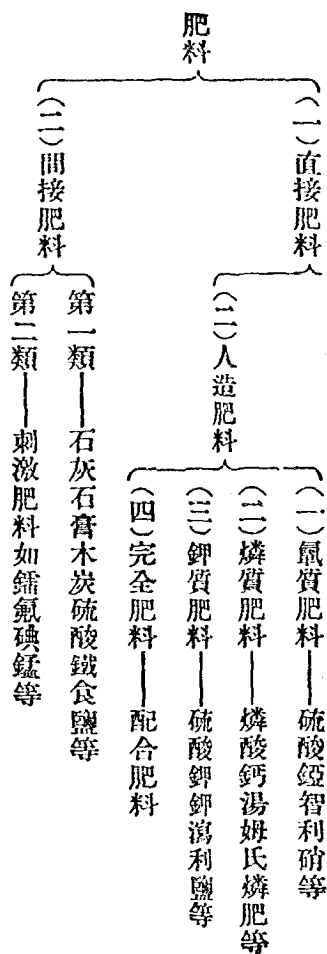 肥料
(一)直接肥料
(二)人造肥料
(一)氮質肥料——硫酸錏智利硝等
(二)燐質肥料——燐酸鈣湯姆氏燐肥等
(三)鉀質肥料——硫酸鉀鉀瀉利鹽等
(四)完全肥料——配合肥料
(二)間接肥料
第一類——石灰石膏木炭硫酸鐵食鹽等
第二類——刺激肥料如鑐氟碘錳等